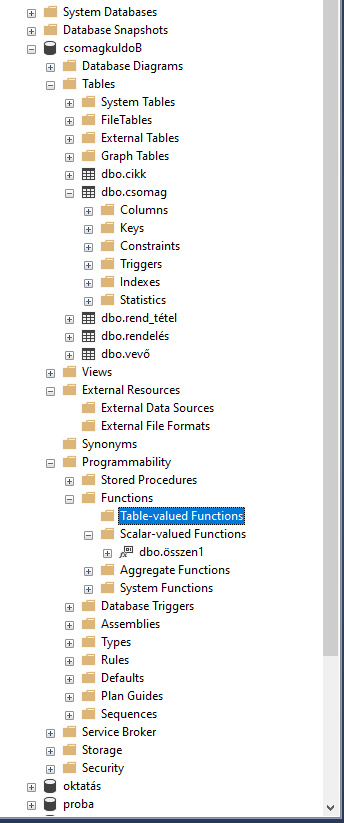 System Databases
Database Snapshots
csomagkuldoB
Database Diagrams
Tables
System Tables
FileTables
External Tables
Graph Tables
dbo.cikk
dbo.csomag
Columns
Keys
Constraints
Triggers
Indexes
Statistics
dbo.rend_tétel
dbo.rendelés
dbo.vevő
Views
External Resources
External Data Sources
External File Formats
Synonyms
Programmability
Stored Procedures
Functions
Table-valued Functions
Scalar-valued Functions
dbo.összen1
Aggregate Functions
System Functions
Database Triggers
Assemblies
Types
Rules
Defaults
Plan Guides
Sequences
Service Broker
Storage
Security
oktatás
proba